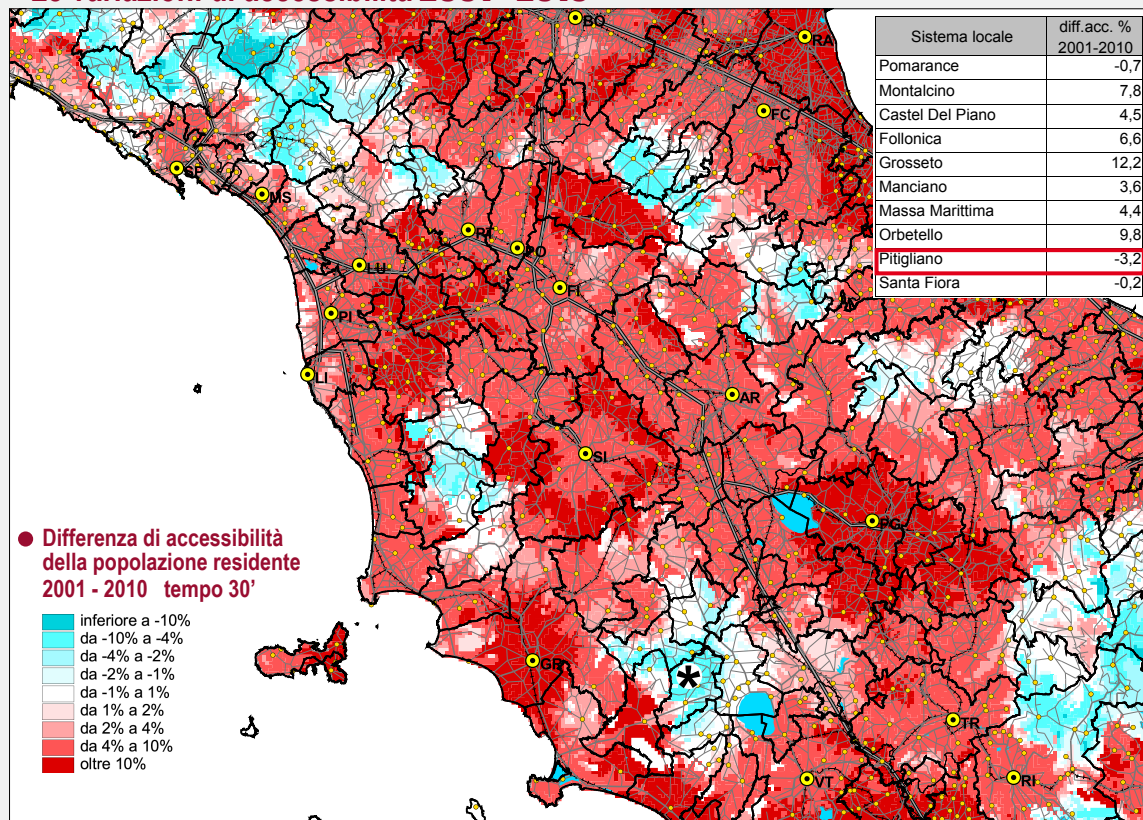 Sistema locale diff.acc. % 2001-2010
Pomarance -0,7
Montalcino 7,8
Castel Del Piano 4,5
Follonica 6,6
Grosseto 12,2
Manciano 3,6
Massa Marittima 4,4
Orbetello 9,8
Pitigliano -3,2
Santa Fiora -0,2
BO
RA
FC
SP
MS
PT
PO
LU
FI
PI
LI
AR
SI
PG
GR
*
TR
VT
RI
Differenza di accessibilità
della popolazione residente
2001 - 2010 tempo 30'
inferiore a -10%
da -10% a -4%
da -4% a -2%
da -2% a -1%
da -1% a 1%
da 1% a 2%
da 2% a 4%
da 4% a 10%
oltre 10%